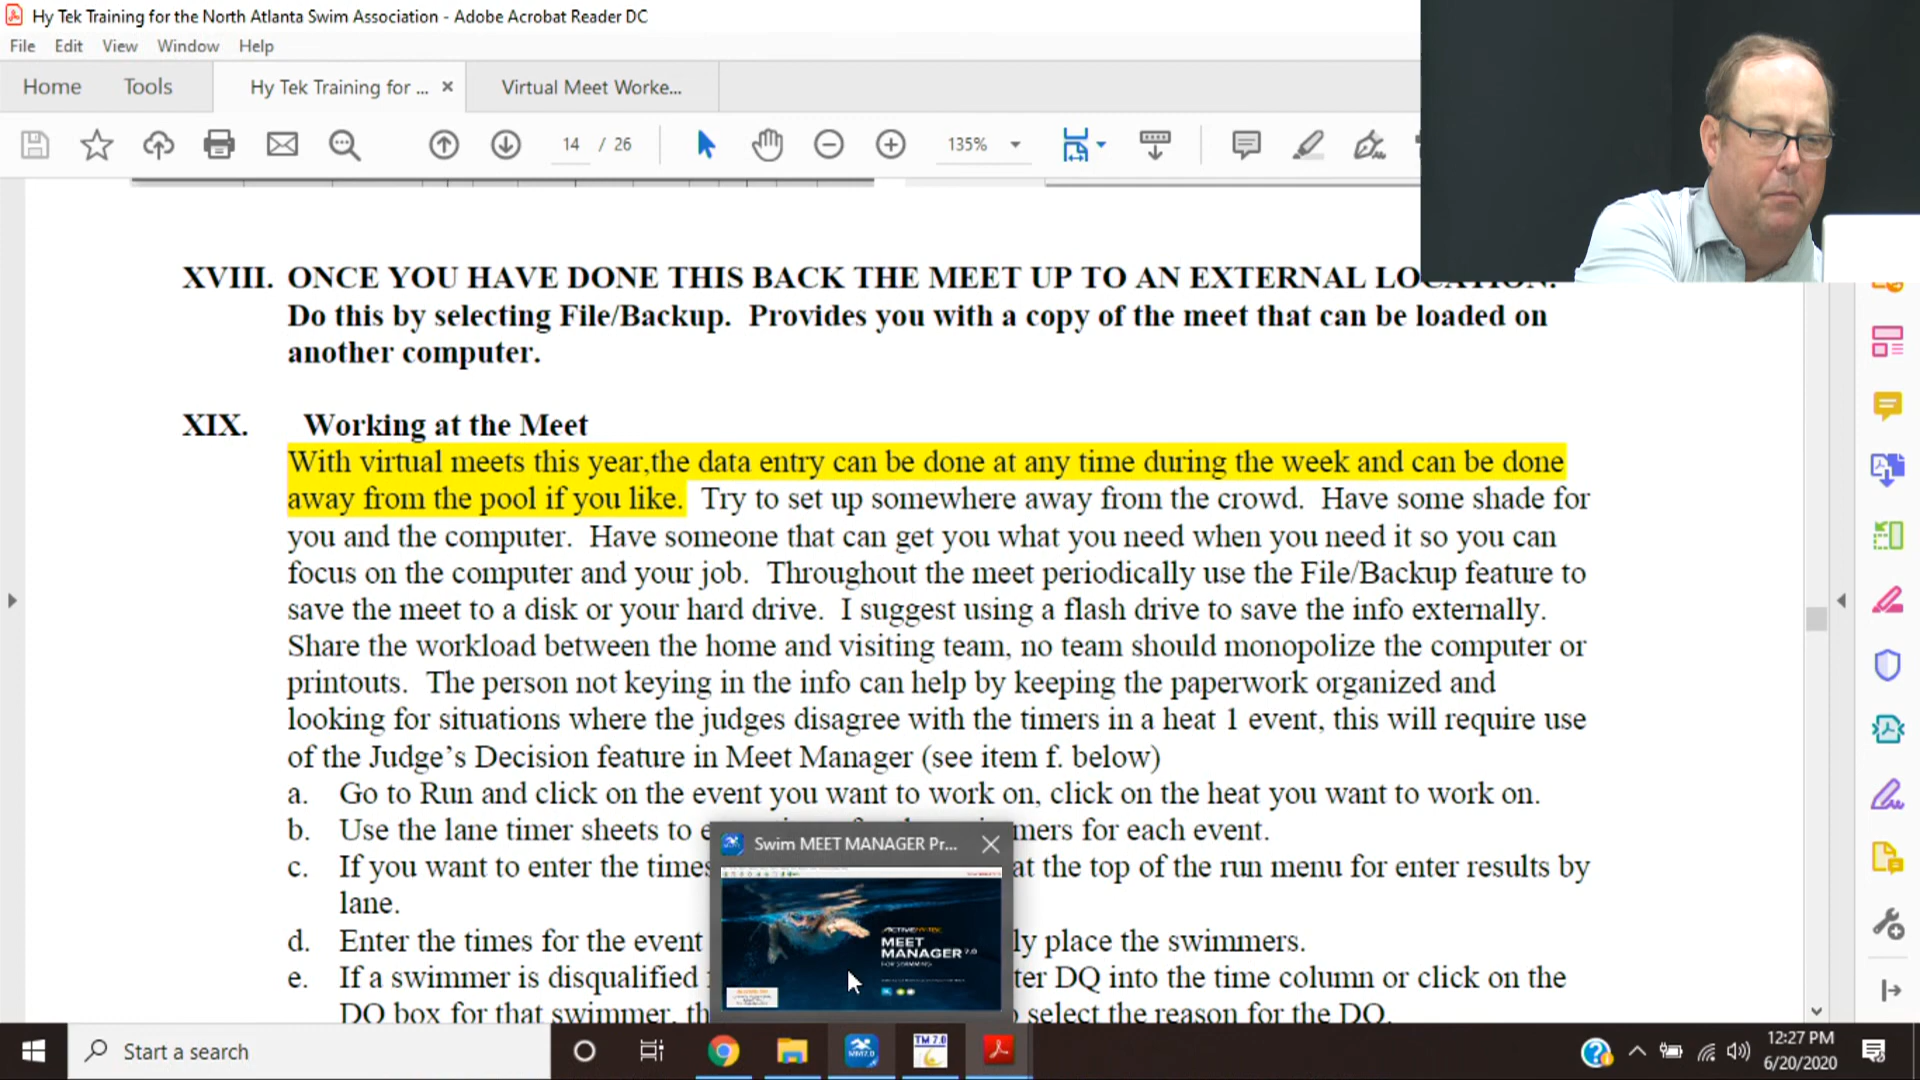 Hy Tek Training for the North Atlanta Swim Association - Adobe Acrobat Reader DC
File Edit View Window Help
Home Tools Hy Tek Training for ... × Virtual Meet Worke...
14 / 26 135%
XVIII. ONCE YOU HAVE DONE THIS BACK THE MEET UP TO AN EXTERNAL LOCATION.
Do this by selecting File/Backup. Provides you with a copy of the meet that can be loaded on
another computer.
XIX. Working at the Meet
With virtual meets this year,the data entry can be done at any time during the week and can be done
away from the pool if you like. Try to set up somewhere away from the crowd. Have some shade for
you and the computer. Have someone that can get you what you need when you need it so you can
focus on the computer and your job. Throughout the meet periodically use the File/Backup feature to
save the meet to a disk or your hard drive. I suggest using a flash drive to save the info externally.
Share the workload between the home and visiting team, no team should monopolize the computer or
printouts. The person not keying in the info can help by keeping the paperwork organized and
looking for situations where the judges disagree with the timers in a heat 1 event, this will require use
of the Judge's Decision feature in Meet Manager (see item f. below)
a. Go to Run and click on the event you want to work on, click on the heat you want to work on.
b. Use the lane timer sheets to mers for each event.
c. If you want to enter the times at the top of the run menu for enter results by
lane.
d. Enter the times for the event ly place the swimmers.
e. If a swimmer is disqualified ter DQ into the time column or click on the
DQ box for that swimmer, th select the reason for the DQ.
Swim MEET MANAGER Pr...
MEET
MANAGER 7.0
FOR SWIMMING
Start a search
MM7.0
TM 7.0
12:27 PM
6/20/2020